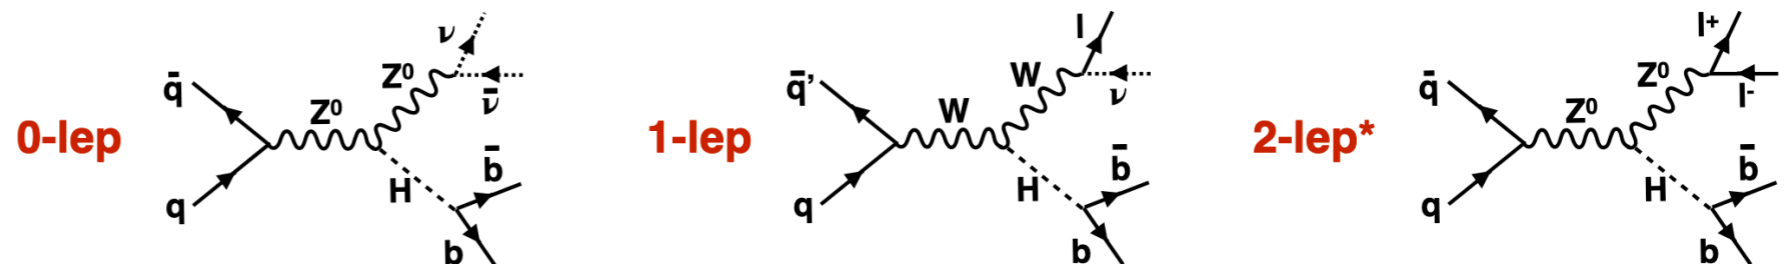 0-lep
q̄
q
Z⁰
Z⁰
ν
ν̄
H
b̄
b
1-lep
q̄'
q
W
W
l
ν
H
b̄
b
2-lep*
q̄
q
Z⁰
Z⁰
l⁺
l⁻
H
b̄
b